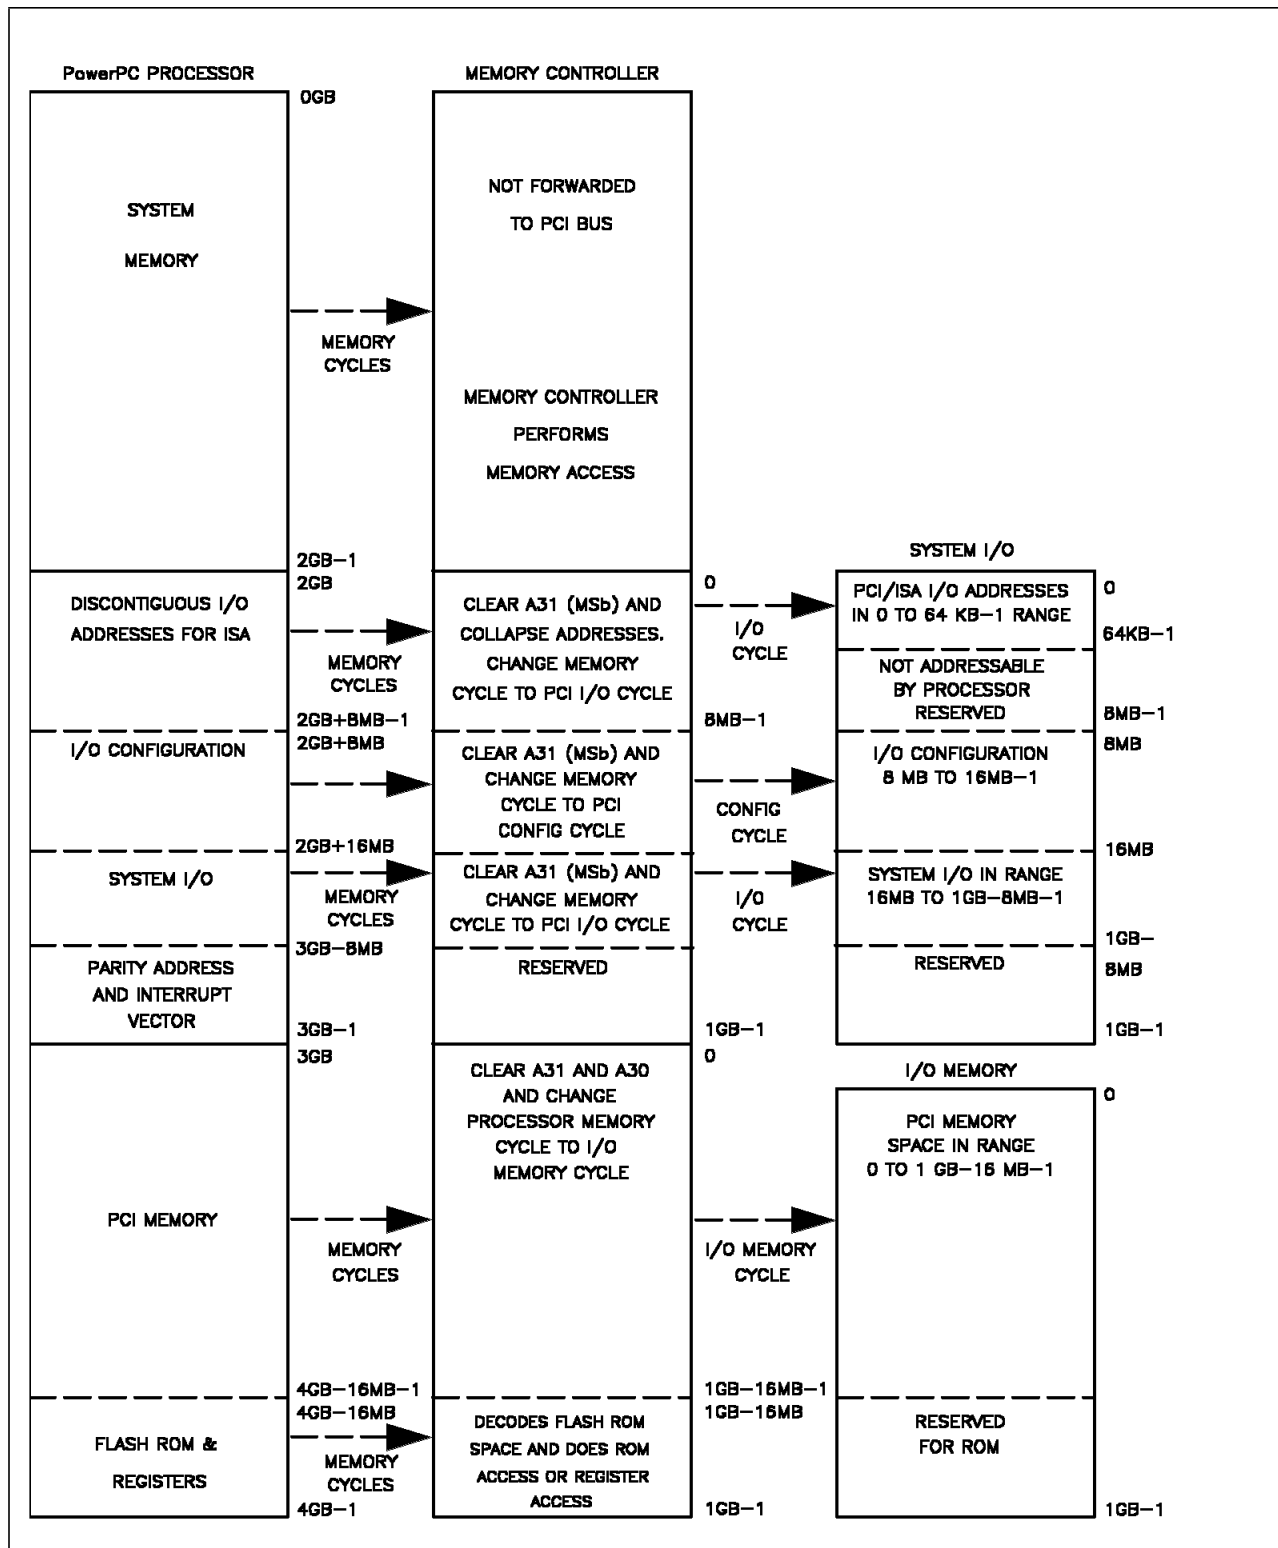 PowerPC PROCESSOR
0GB
SYSTEM
MEMORY
2GB-1
2GB
DISCONTIGUOUS I/O
ADDRESSES FOR ISA
2GB+8MB-1
2GB+8MB
I/O CONFIGURATION
2GB+16MB
SYSTEM I/O
3GB-8MB
PARITY ADDRESS
AND INTERRUPT
VECTOR
3GB-1
3GB
PCI MEMORY
4GB-16MB-1
4GB-16MB
FLASH ROM &
REGISTERS
4GB-1
MEMORY
CYCLES
MEMORY
CYCLES
MEMORY
CYCLES
MEMORY
CYCLES
MEMORY
CYCLES
MEMORY CONTROLLER
NOT FORWARDED
TO PCI BUS
MEMORY CONTROLLER
PERFORMS
MEMORY ACCESS
0
CLEAR A31 (MSb) AND
COLLAPSE ADDRESSES.
CHANGE MEMORY
CYCLE TO PCI I/O CYCLE
8MB-1
CLEAR A31 (MSb) AND
CHANGE MEMORY
CYCLE TO PCI
CONFIG CYCLE
CLEAR A31 (MSb) AND
CHANGE MEMORY
CYCLE TO PCI I/O CYCLE
RESERVED
1GB-1
0
CLEAR A31 AND A30
AND CHANGE
PROCESSOR MEMORY
CYCLE TO I/O
MEMORY CYCLE
1GB-16MB-1
1GB-16MB
DECODES FLASH ROM
SPACE AND DOES ROM
ACCESS OR REGISTER
ACCESS
1GB-1
I/O
CYCLE
CONFIG
CYCLE
I/O
CYCLE
I/O MEMORY
CYCLE
SYSTEM I/O
PCI/ISA I/O ADDRESSES
IN 0 TO 64 KB-1 RANGE
0
64KB-1
NOT ADDRESSABLE
BY PROCESSOR
RESERVED
8MB-1
8MB
I/O CONFIGURATION
8 MB TO 16MB-1
16MB
SYSTEM I/O IN RANGE
16MB TO 1GB-8MB-1
1GB-
8MB
RESERVED
1GB-1
I/O MEMORY
0
PCI MEMORY
SPACE IN RANGE
0 TO 1 GB-16 MB-1
RESERVED
FOR ROM
1GB-1